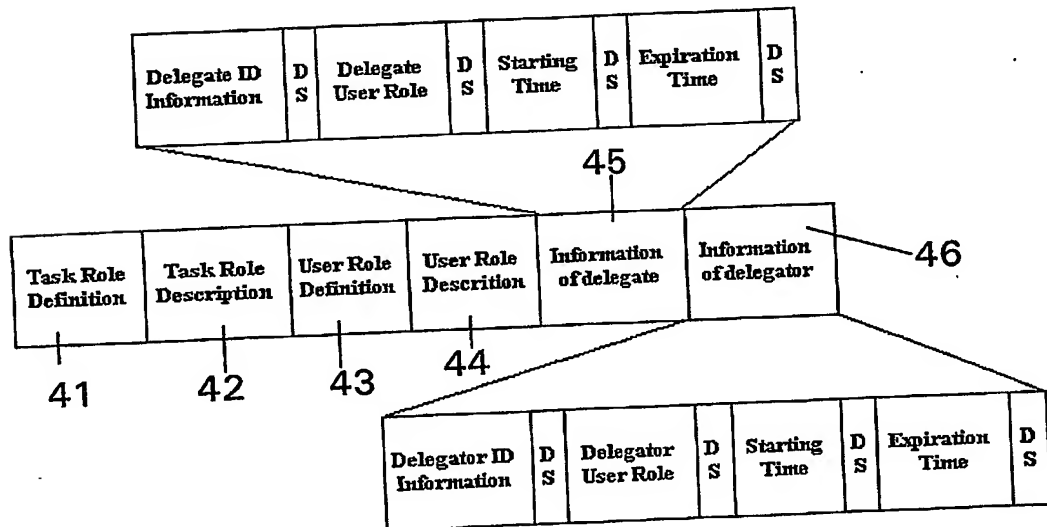 Delegate ID
Information
D
S
Delegate
User Role
D
S
Starting
Time
D
S
Expiration
Time
D
S
45
Task Role
Definition
Task Role
Description
User Role
Definition
User Role
Descrition
Information
of delegate
Information
of delegator
46
41
42
43
44
Delegator ID
Information
D
S
Delegator
User Role
D
S
Starting
Time
D
S
Expiration
Time
D
S